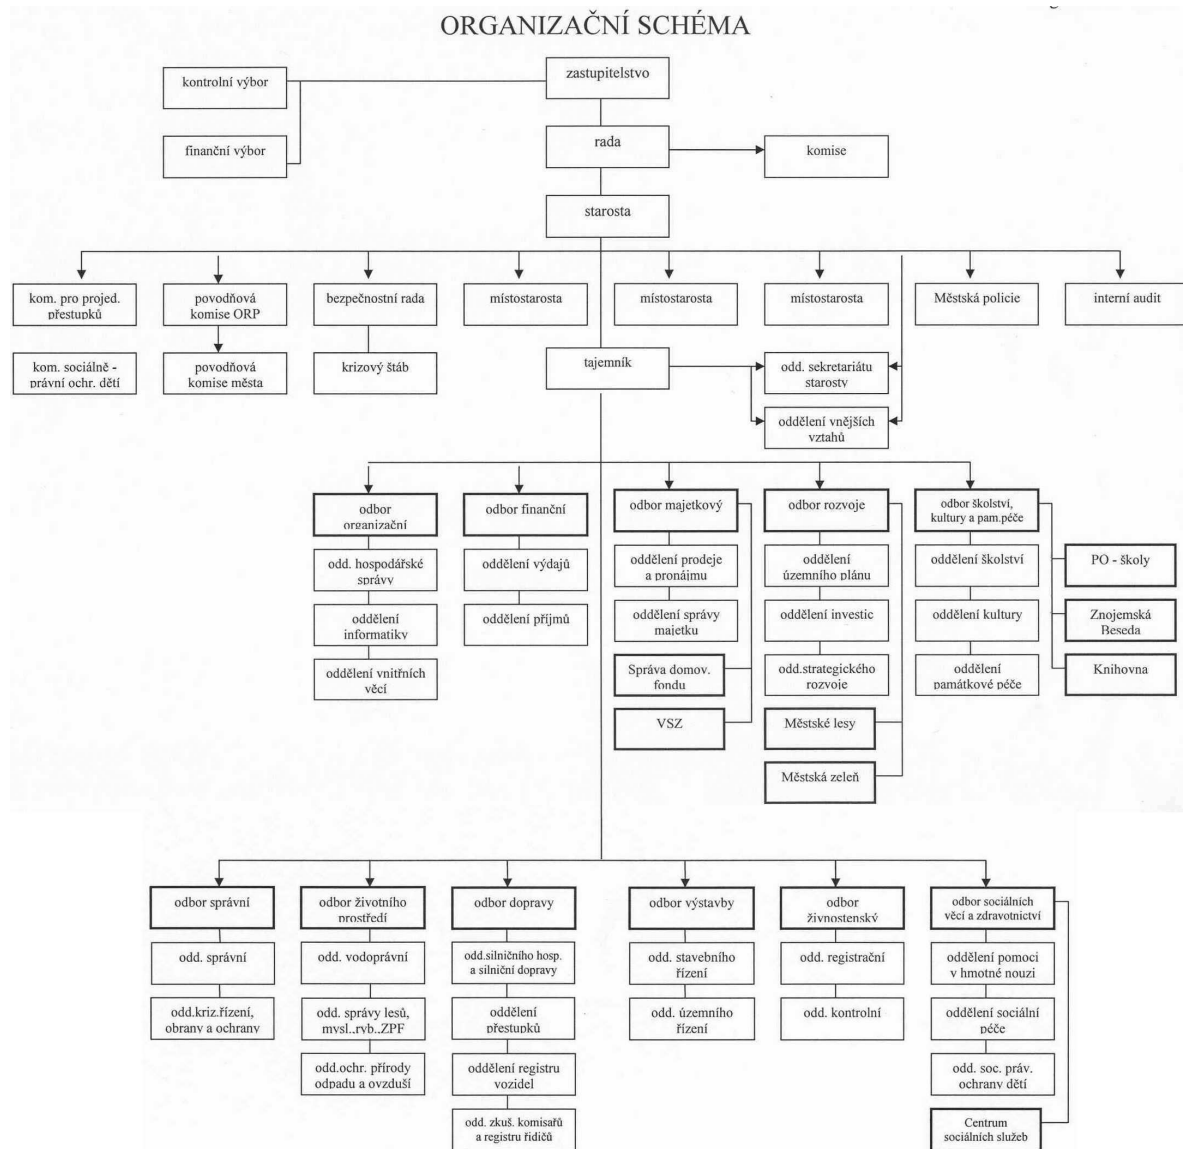 ORGANIZAČNÍ SCHÉMA
zastupitelstvo
kontrolní výbor
finanční výbor
rada
komise
starosta
kom. pro projed.
přestupků
povodňová
komise ORP
bezpečnostní rada
místostarosta
místostarosta
místostarosta
Městská policie
interní audit
kom. sociálně -
právní ochr. dětí
povodňová
komise města
krizový štáb
tajemník
odd. sekretariátu
starosty
oddělení vnějších
vztahů
odbor
organizační
odbor finanční
odbor majetkový
odbor rozvoje
odbor školství,
kultury a pam.péče
odd. hospodářské
správy
oddělení výdajů
oddělení prodeje
a pronájmu
oddělení
územního plánu
oddělení školství
PO - školy
oddělení
informatiky
oddělení příjmů
oddělení správy
majetku
oddělení investic
oddělení kultury
Znojemská
Beseda
oddělení vnitřních
věcí
Správa domov.
fondu
odd.strategického
rozvoje
oddělení
památkové péče
Knihovna
VSZ
Městské lesy
Městská zeleň
odbor správní
odbor životního
prostředí
odbor dopravy
odbor výstavby
odbor
živnostenský
odbor sociálních
věcí a zdravotnictví
odd. správní
odd. vodoprávní
odd.silničního hosp.
a silniční dopravy
odd. stavebního
řízení
odd. registrační
oddělení pomoci
v hmotné nouzi
odd.kriz.řízení,
obrany a ochrany
odd. správy lesů,
mysl.,ryb.,ZPF
oddělení
přestupků
odd. územního
řízení
odd. kontrolní
oddělení sociální
péče
odd.ochr. přírody
odpadu a ovzduší
oddělení registru
vozidel
odd. soc. práv.
ochrany dětí
odd. zkuš. komisařů
a registru řidičů
Centrum
sociálních služeb